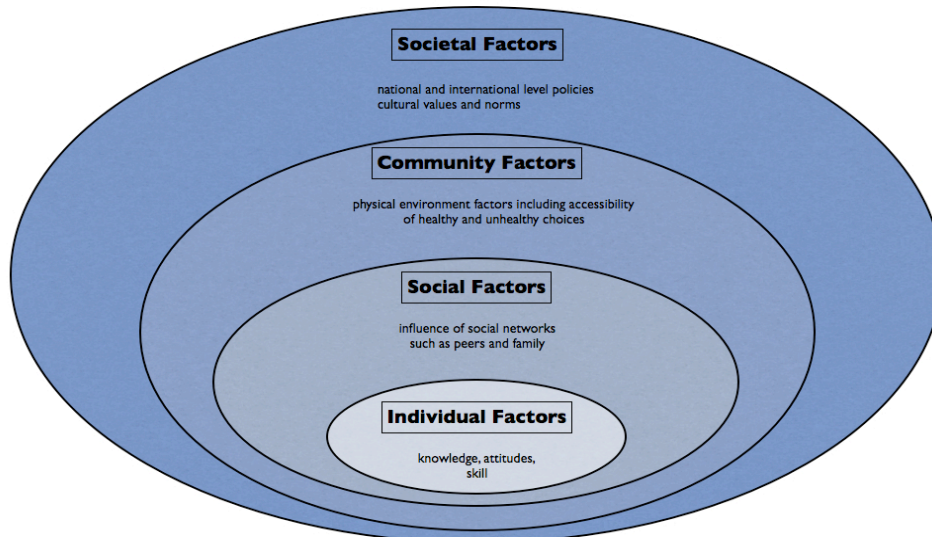 Societal Factors
national and international level policies
cultural values and norms
Community Factors
physical environment factors including accessibility
of healthy and unhealthy choices
Social Factors
influence of social networks
such as peers and family
Individual Factors
knowledge, attitudes,
skill